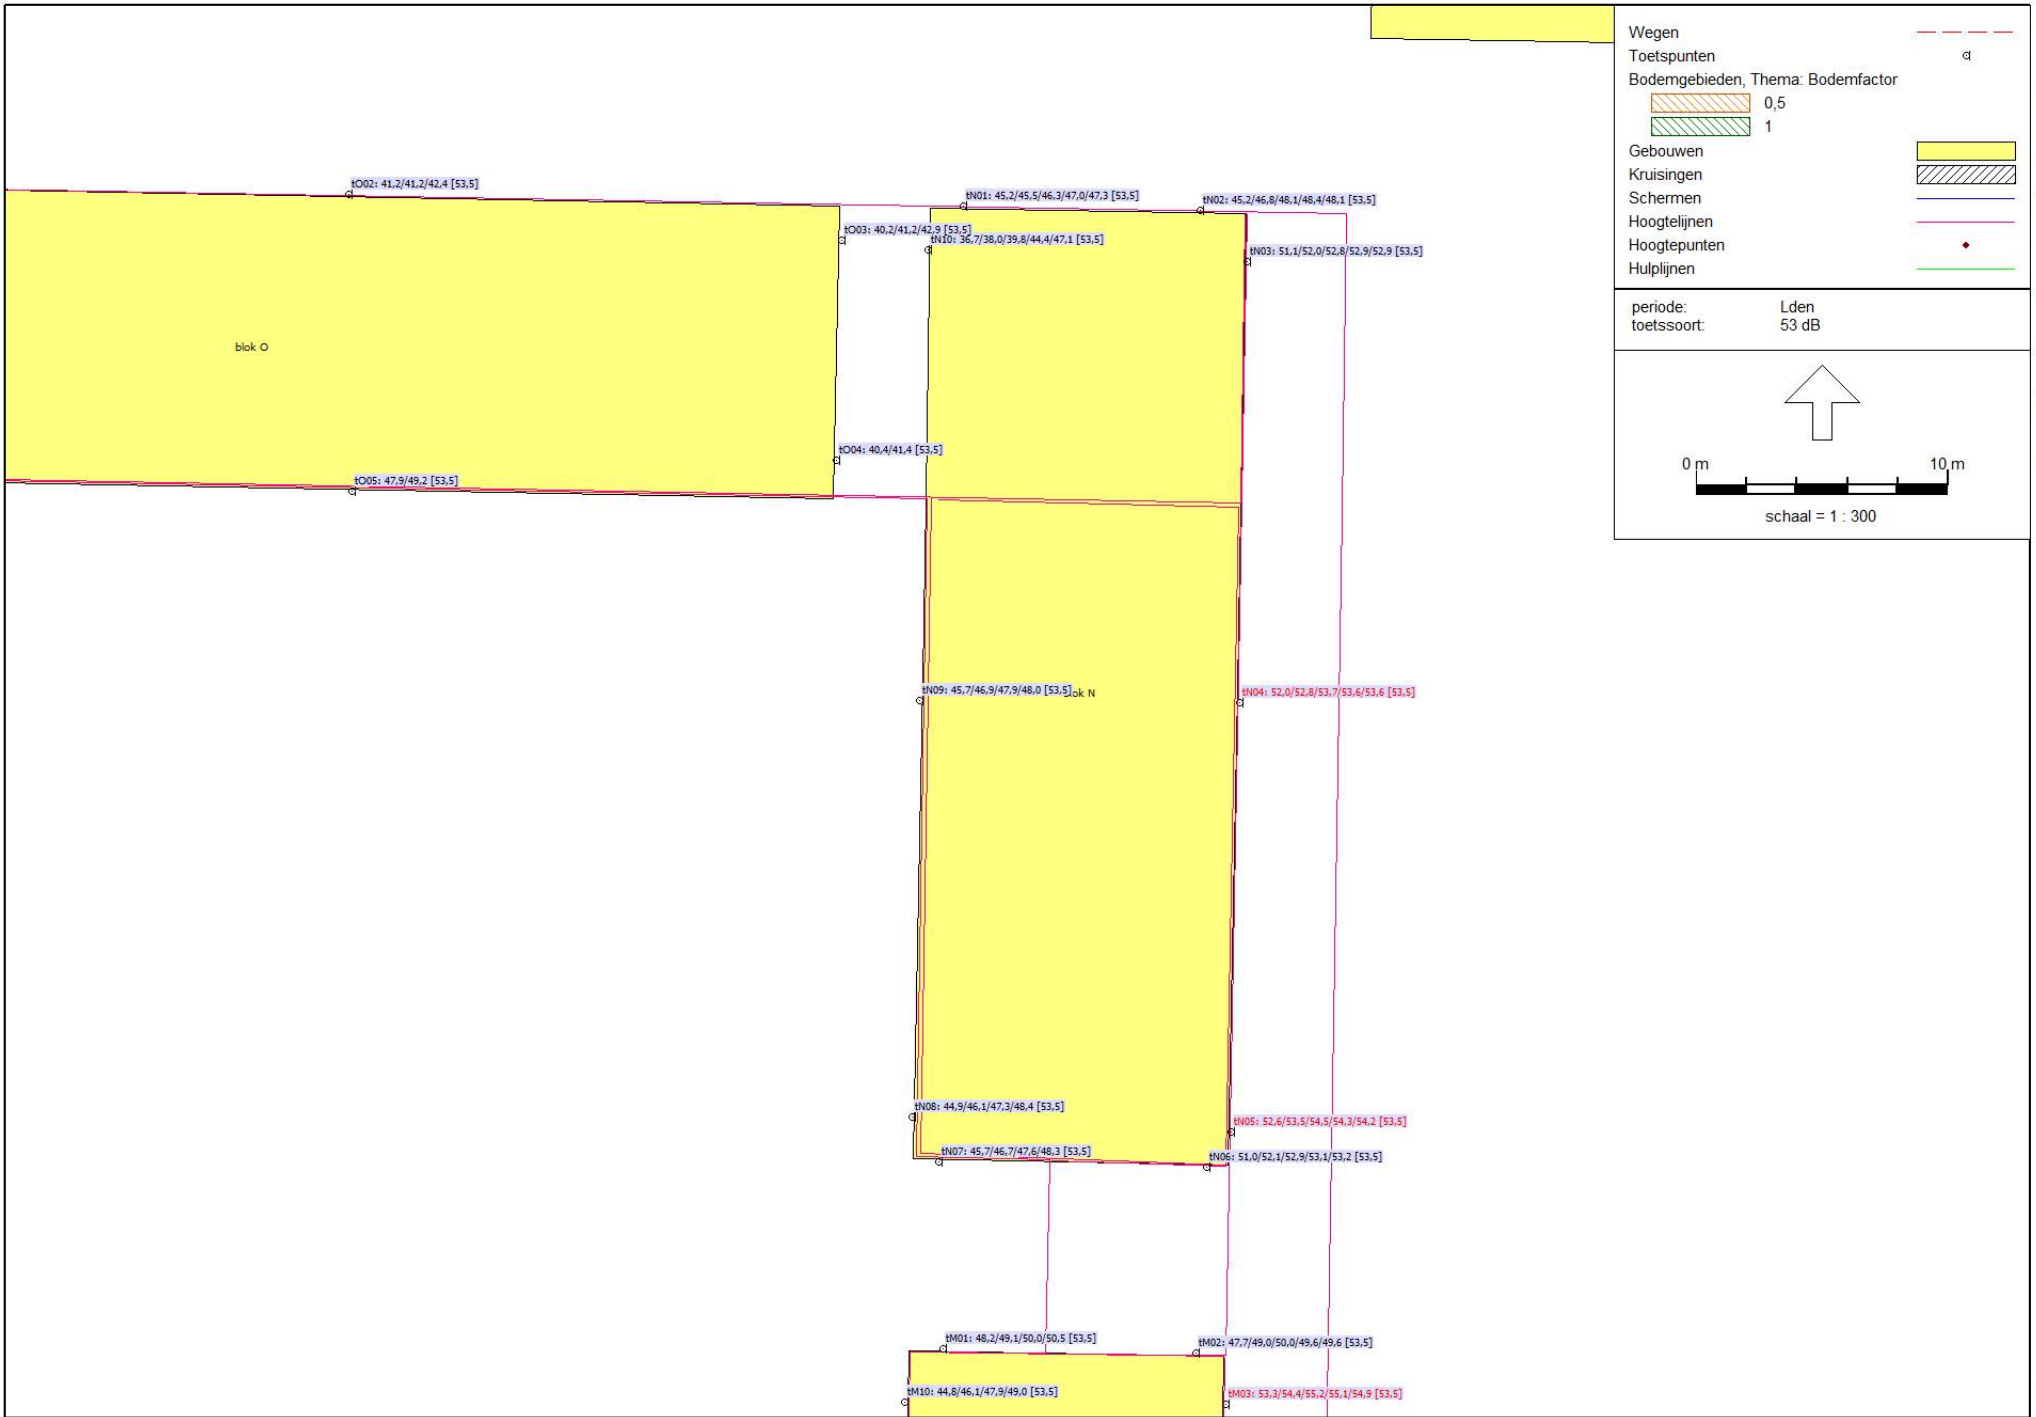 Wegen
Toetspunten
Bodemgebieden, Thema: Bodemfactor
0,5
1
Gebouwen
Kruisingen
Schermen
Hoogtelijnen
Hoogtepunten
Hulplijnen
periode: Lden
toetssoort: 53 dB
0 m 10 m
schaal = 1 : 300
tO02: 41,2/41,2/42,4 [53,5]
tN01: 45,2/45,5/46,3/47,0/47,3 [53,5]
tN02: 45,2/46,8/48,1/48,4/48,1 [53,5]
tO03: 40,2/41,2/42,9 [53,5]
tN10: 36,7/38,0/39,8/44,4/47,1 [53,5]
tN03: 51,1/52,0/52,8/52,9/52,9 [53,5]
blok O
tO04: 40,4/41,4 [53,5]
tO05: 47,9/49,2 [53,5]
tN09: 45,7/46,9/47,9/48,0 [53,5]
blok N
tN04: 52,0/52,8/53,7/53,6/53,6 [53,5]
tN08: 44,9/46,1/47,3/48,4 [53,5]
tN05: 52,6/53,5/54,5/54,3/54,2 [53,5]
tN07: 45,7/46,7/47,6/48,3 [53,5]
tN06: 51,0/52,1/52,9/53,1/53,2 [53,5]
tM01: 48,2/49,1/50,0/50,5 [53,5]
tM02: 47,7/49,0/50,0/49,6/49,6 [53,5]
tM10: 44,8/46,1/47,9/49,0 [53,5]
tM03: 53,3/54,4/55,2/55,1/54,9 [53,5]